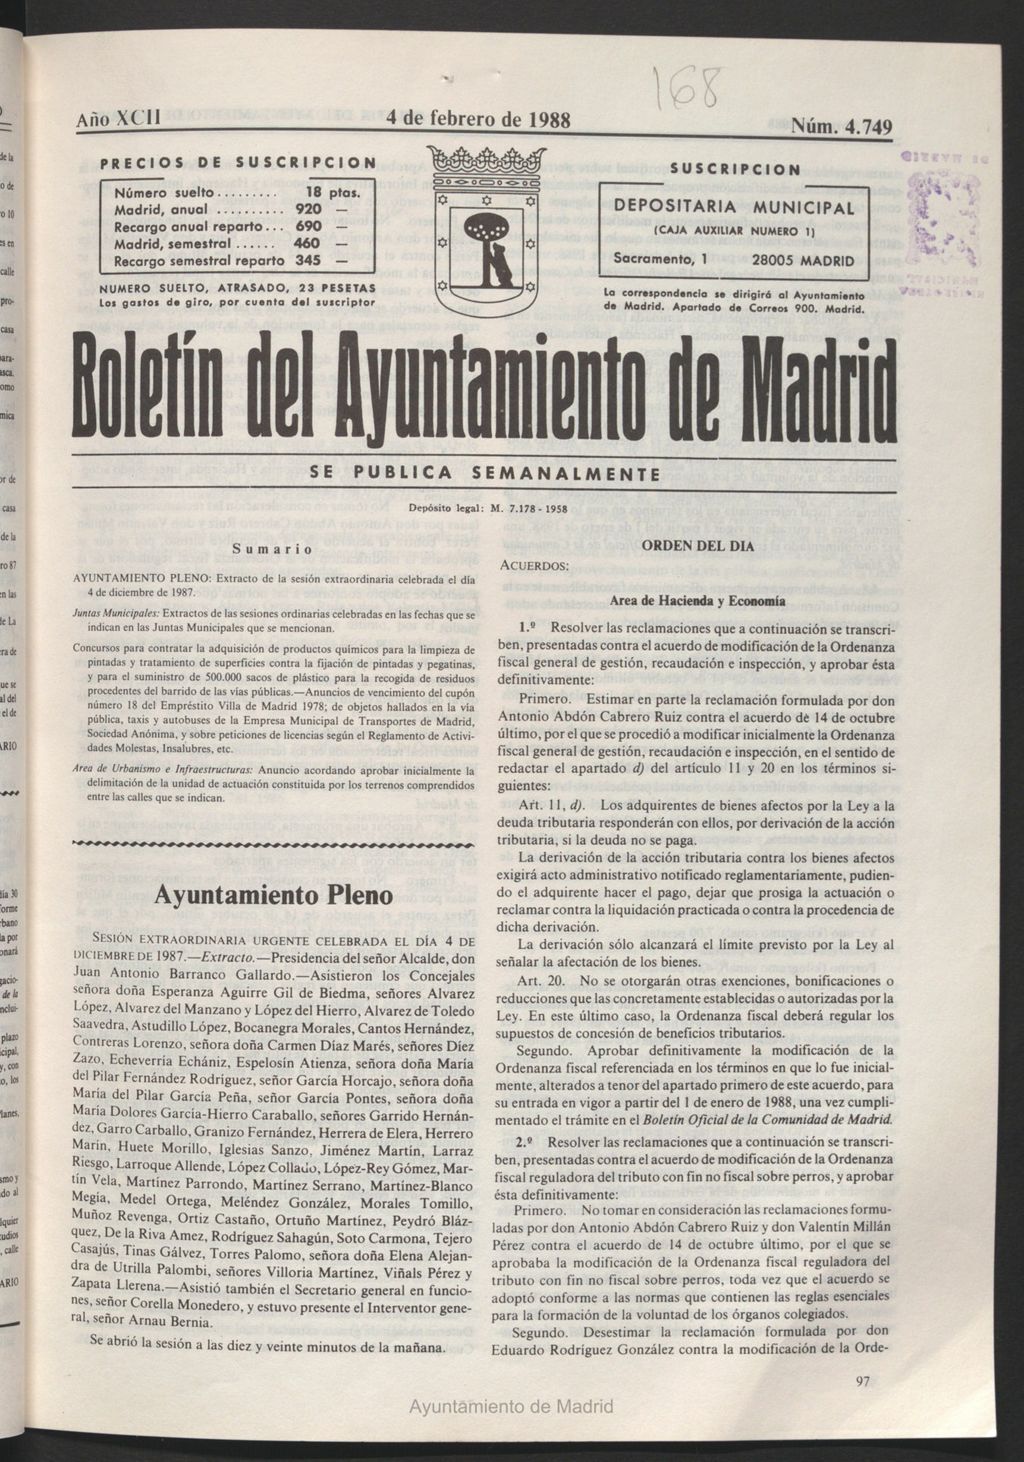 168
Año XCII 4 de febrero de 1988 Núm. 4.749
PRECIOS DE SUSCRIPCION
Número suelto ......... 18 ptas.
Madrid, anual .......... 920 —
Recargo anual reparto ... 690 —
Madrid, semestral ...... 460 —
Recargo semestral reparto 345 —
NUMERO SUELTO, ATRASADO, 23 PESETAS
Los gastos de giro, por cuenta del suscriptor
SUSCRIPCION
DEPOSITARIA MUNICIPAL
(CAJA AUXILIAR NUMERO 1)
Sacramento, 1 28005 MADRID
La correspondencia se dirigirá al Ayuntamiento
de Madrid. Apartado de Correos 900. Madrid.
Boletín del Ayuntamiento de Madrid
SE PUBLICA SEMANALMENTE
Depósito legal: M. 7.178 - 1958
Sumario
AYUNTAMIENTO PLENO: Extracto de la sesión extraordinaria celebrada el día
4 de diciembre de 1987.
Juntas Municipales: Extractos de las sesiones ordinarias celebradas en las fechas que se
indican en las Juntas Municipales que se mencionan.
Concursos para contratar la adquisición de productos químicos para la limpieza de
pintadas y tratamiento de superficies contra la fijación de pintadas y pegatinas,
y para el suministro de 500.000 sacos de plástico para la recogida de residuos
procedentes del barrido de las vías públicas.—Anuncios de vencimiento del cupón
número 18 del Empréstito Villa de Madrid 1978; de objetos hallados en la vía
pública, taxis y autobuses de la Empresa Municipal de Transportes de Madrid,
Sociedad Anónima, y sobre peticiones de licencias según el Reglamento de Activi-
dades Molestas, Insalubres, etc.
Area de Urbanismo e Infraestructuras: Anuncio acordando aprobar inicialmente la
delimitación de la unidad de actuación constituida por los terrenos comprendidos
entre las calles que se indican.
Ayuntamiento Pleno
SESIÓN EXTRAORDINARIA URGENTE CELEBRADA EL DÍA 4 DE
DICIEMBRE DE 1987.—Extracto.—Presidencia del señor Alcalde, don
Juan Antonio Barranco Gallardo.—Asistieron los Concejales
señora doña Esperanza Aguirre Gil de Biedma, señores Alvarez
López, Alvarez del Manzano y López del Hierro, Alvarez de Toledo
Saavedra, Astudillo López, Bocanegra Morales, Cantos Hernández,
Contreras Lorenzo, señora doña Carmen Díaz Marés, señores Díez
Zazo, Echeverría Echániz, Espelosín Atienza, señora doña María
del Pilar Fernández Rodríguez, señor García Horcajo, señora doña
María del Pilar García Peña, señor García Pontes, señora doña
María Dolores García-Hierro Caraballo, señores Garrido Hernán-
dez, Garro Carballo, Granizo Fernández, Herrera de Elera, Herrero
Marín, Huete Morillo, Iglesias Sanzo, Jiménez Martín, Larraz
Riesgo, Larroque Allende, López Collado, López-Rey Gómez, Mar-
tín Vela, Martínez Parrondo, Martínez Serrano, Martínez-Blanco
Megía, Medel Ortega, Meléndez González, Morales Tomillo,
Muñoz Revenga, Ortiz Castaño, Ortuño Martínez, Peydró Bláz-
quez, De la Riva Amez, Rodríguez Sahagún, Soto Carmona, Tejero
Casajús, Tinas Gálvez, Torres Palomo, señora doña Elena Alejan-
dra de Utrilla Palombi, señores Villoria Martínez, Viñals Pérez y
Zapata Llerena.—Asistió también el Secretario general en funcio-
nes, señor Corella Monedero, y estuvo presente el Interventor gene-
ral, señor Arnau Bernia.
Se abrió la sesión a las diez y veinte minutos de la mañana.
ORDEN DEL DIA
ACUERDOS:
Area de Hacienda y Economía
1.º Resolver las reclamaciones que a continuación se transcri-
ben, presentadas contra el acuerdo de modificación de la Ordenanza
fiscal general de gestión, recaudación e inspección, y aprobar ésta
definitivamente:
Primero. Estimar en parte la reclamación formulada por don
Antonio Abdón Cabrero Ruiz contra el acuerdo de 14 de octubre
último, por el que se procedió a modificar inicialmente la Ordenanza
fiscal general de gestión, recaudación e inspección, en el sentido de
redactar el apartado d) del artículo 11 y 20 en los términos si-
guientes:
Art. 11, d). Los adquirentes de bienes afectos por la Ley a la
deuda tributaria responderán con ellos, por derivación de la acción
tributaria, si la deuda no se paga.
La derivación de la acción tributaria contra los bienes afectos
exigirá acto administrativo notificado reglamentariamente, pudien-
do el adquirente hacer el pago, dejar que prosiga la actuación o
reclamar contra la liquidación practicada o contra la procedencia de
dicha derivación.
La derivación sólo alcanzará el límite previsto por la Ley al
señalar la afectación de los bienes.
Art. 20. No se otorgarán otras exenciones, bonificaciones o
reducciones que las concretamente establecidas o autorizadas por la
Ley. En este último caso, la Ordenanza fiscal deberá regular los
supuestos de concesión de beneficios tributarios.
Segundo. Aprobar definitivamente la modificación de la
Ordenanza fiscal referenciada en los términos en que lo fue inicial-
mente, alterados a tenor del apartado primero de este acuerdo, para
su entrada en vigor a partir del 1 de enero de 1988, una vez cumpli-
mentado el trámite en el Boletín Oficial de la Comunidad de Madrid.
2.º Resolver las reclamaciones que a continuación se transcri-
ben, presentadas contra el acuerdo de modificación de la Ordenanza
fiscal reguladora del tributo con fin no fiscal sobre perros, y aprobar
ésta definitivamente:
Primero. No tomar en consideración las reclamaciones formu-
ladas por don Antonio Abdón Cabrero Ruiz y don Valentín Millán
Pérez contra el acuerdo de 14 de octubre último, por el que se
aprobaba la modificación de la Ordenanza fiscal reguladora del
tributo con fin no fiscal sobre perros, toda vez que el acuerdo se
adoptó conforme a las normas que contienen las reglas esenciales
para la formación de la voluntad de los órganos colegiados.
Segundo. Desestimar la reclamación formulada por don
Eduardo Rodríguez González contra la modificación de la Orde-
97
Ayuntamiento de Madrid